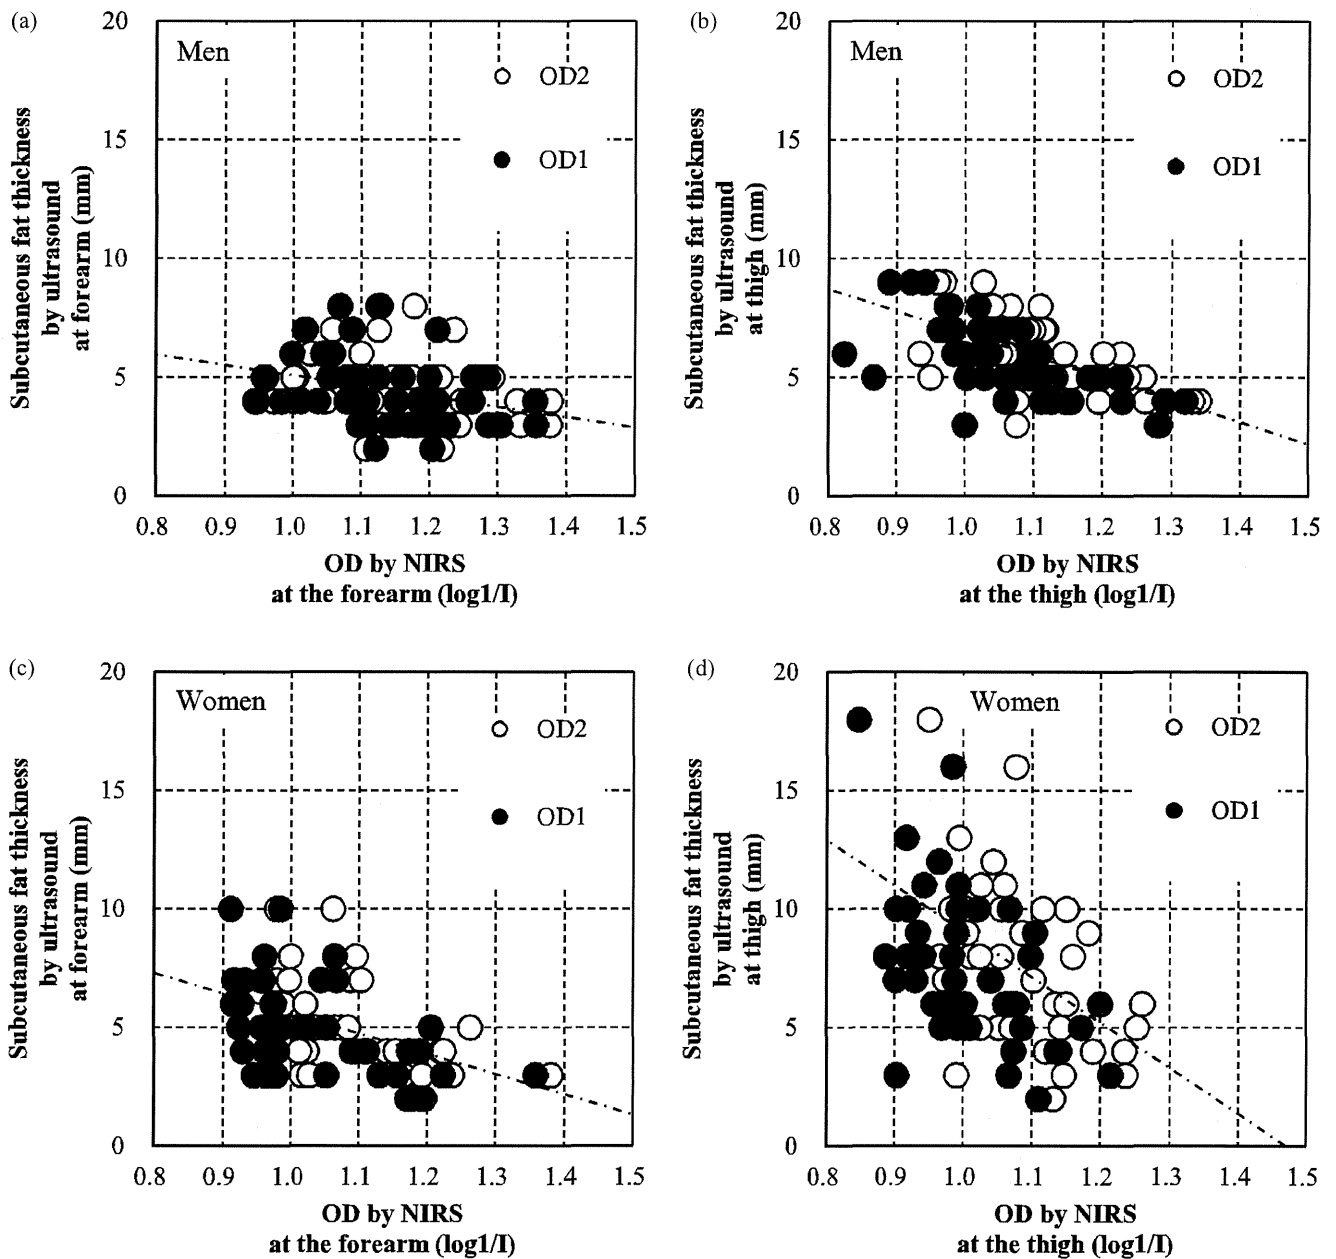 (a)
20
Men
OD2
15
OD1
10
5
0
0.8 0.9 1.0 1.1 1.2 1.3 1.4 1.5
Subcutaneous fat thickness
by ultrasound
at forearm (mm)
OD by NIRS
at the forearm (log1/I)
(b)
20
Men
OD2
15
OD1
10
5
0
0.8 0.9 1.0 1.1 1.2 1.3 1.4 1.5
Subcutaneous fat thickness
by ultrasound
at thigh (mm)
OD by NIRS
at the thigh (log1/I)
(c)
20
Women
OD2
15
OD1
10
5
0
0.8 0.9 1.0 1.1 1.2 1.3 1.4 1.5
Subcutaneous fat thickness
by ultrasound
at forearm (mm)
OD by NIRS
at the forearm (log1/I)
(d)
20
Women
OD2
15
OD1
10
5
0
0.8 0.9 1.0 1.1 1.2 1.3 1.4 1.5
Subcutaneous fat thickness
by ultrasound
at thigh (mm)
OD by NIRS
at the thigh (log1/I)